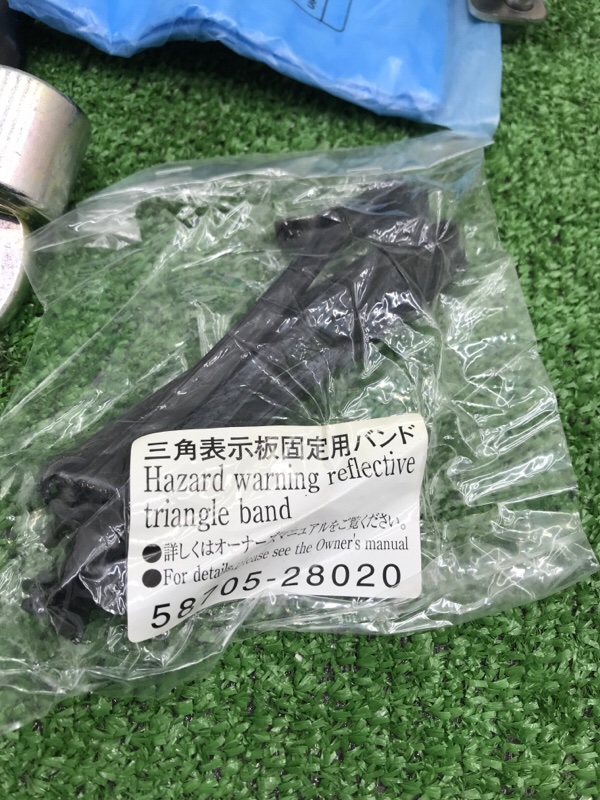 三角表示板固定用バンド
Hazard warning reflective
triangle band
●詳しくはオーナーズマニュアルをご覧ください。
●For details, please see the Owner's manual
58705-28020